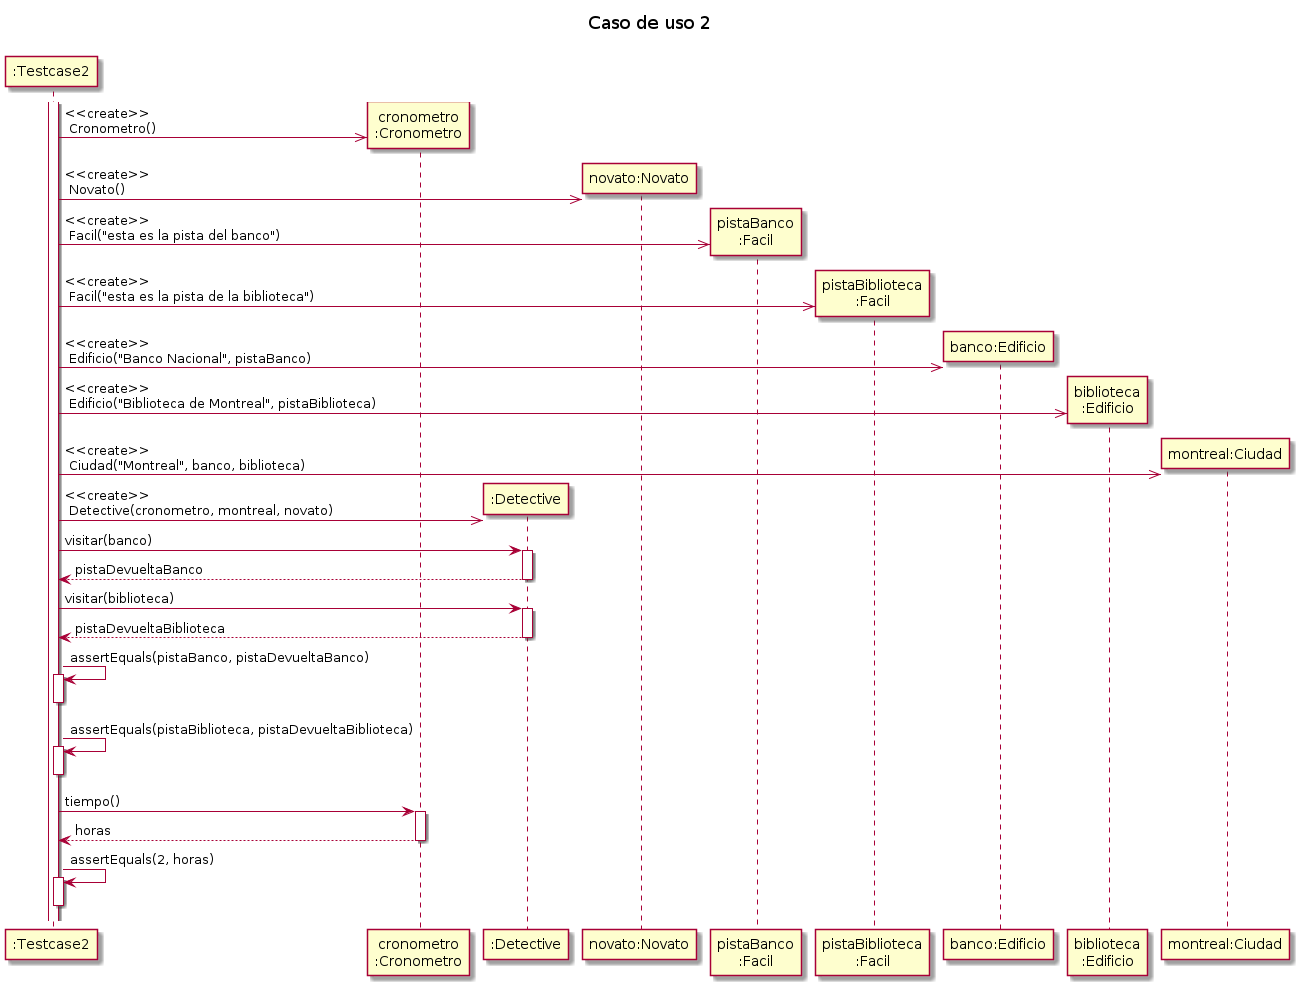 Caso de uso 2
:Testcase2
<<create>>
Cronometro()
cronometro
:Cronometro
<<create>>
Novato()
novato:Novato
<<create>>
Facil("esta es la pista del banco")
pistaBanco
:Facil
<<create>>
Facil("esta es la pista de la biblioteca")
pistaBiblioteca
:Facil
<<create>>
Edificio("Banco Nacional", pistaBanco)
banco:Edificio
<<create>>
Edificio("Biblioteca de Montreal", pistaBiblioteca)
biblioteca
:Edificio
<<create>>
Ciudad("Montreal", banco, biblioteca)
montreal:Ciudad
<<create>>
Detective(cronometro, montreal, novato)
:Detective
visitar(banco)
pistaDevueltaBanco
visitar(biblioteca)
pistaDevueltaBiblioteca
assertEquals(pistaBanco, pistaDevueltaBanco)
assertEquals(pistaBiblioteca, pistaDevueltaBiblioteca)
tiempo()
horas
assertEquals(2, horas)
:Testcase2
cronometro
:Cronometro
:Detective
novato:Novato
pistaBanco
:Facil
pistaBiblioteca
:Facil
banco:Edificio
biblioteca
:Edificio
montreal:Ciudad